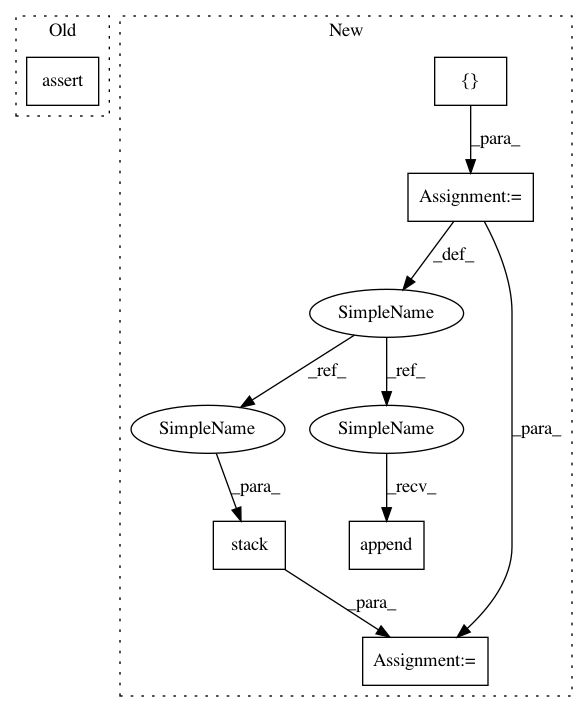 Old
New
assert
{}
_para_
Assignment:=
_def_
SimpleName
_ref_
_ref_
SimpleName
SimpleName
_para_
_para_
_recv_
stack
append
_para_
Assignment:=